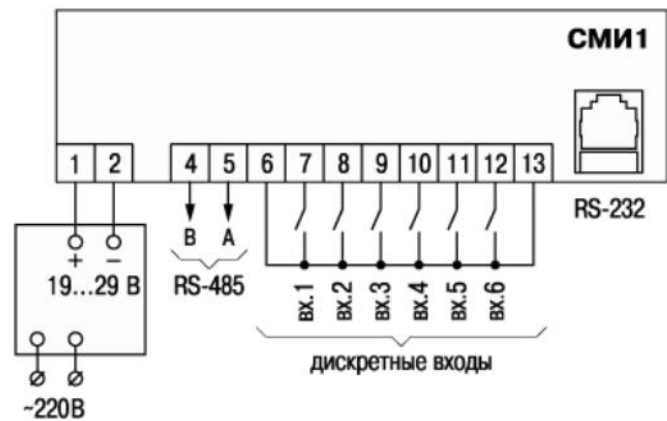 СМИ1
1 2 4 5 6 7 8 9 10 11 12 13
RS-232
+ −
19...29 В
В А
RS-485
вх.1 вх.2 вх.3 вх.4 вх.5 вх.6
дискретные входы
~220В